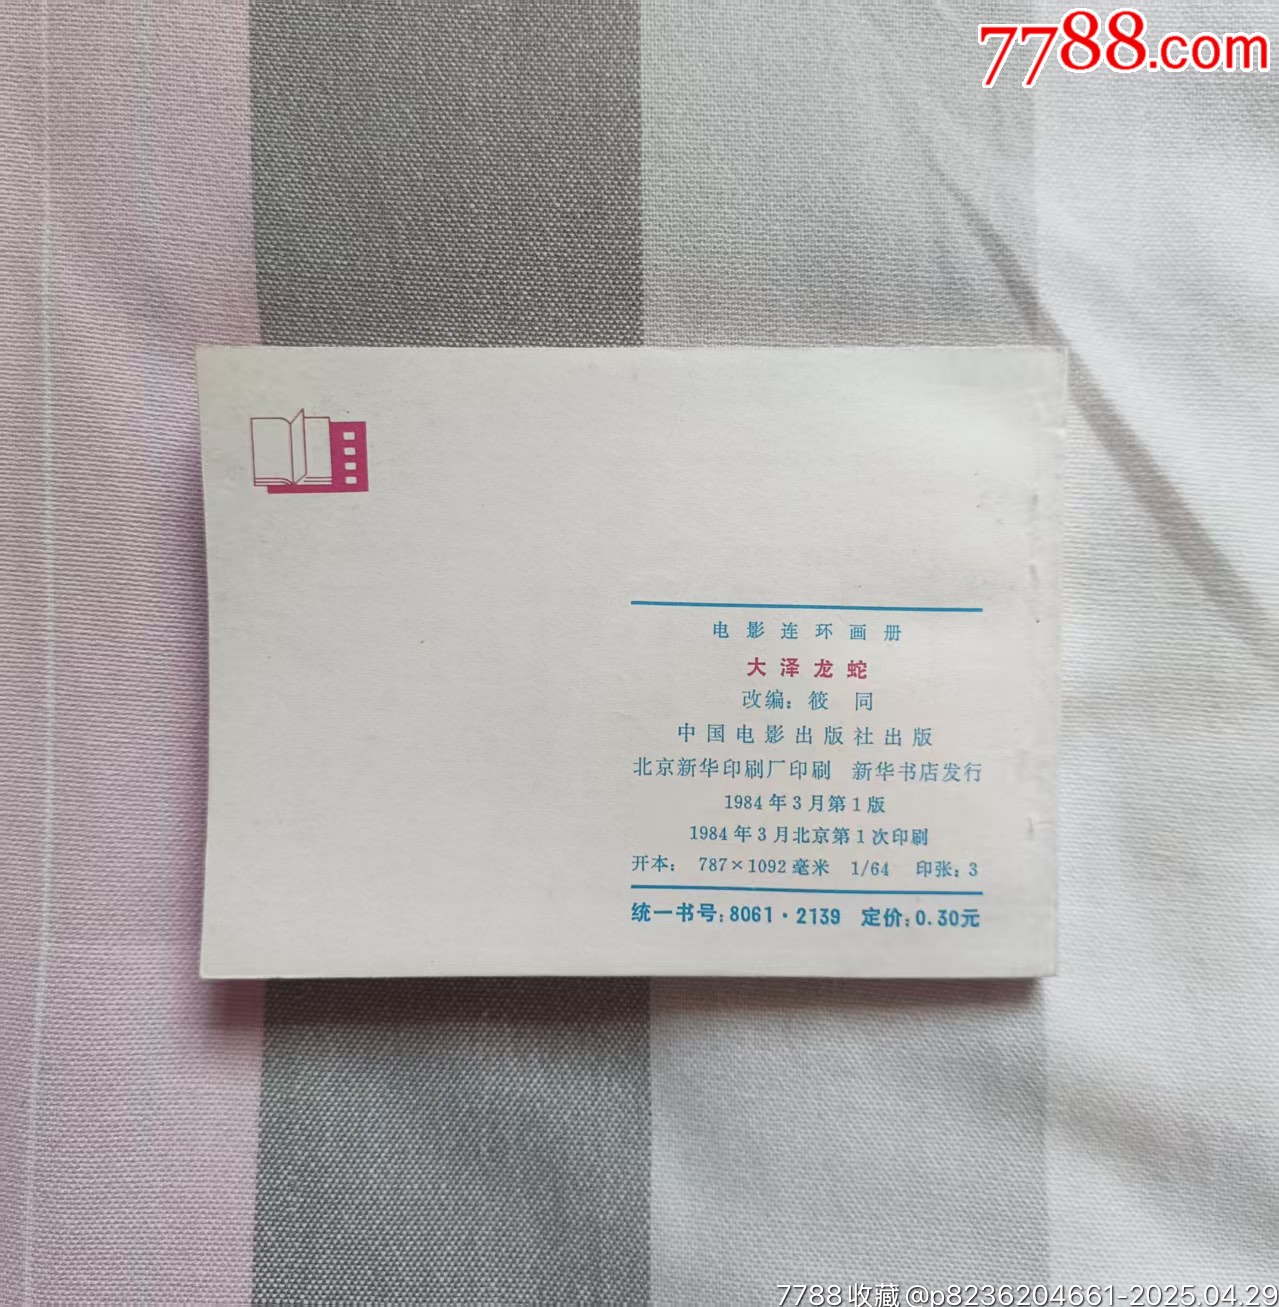 7788.com
电影连环画册
大泽龙蛇
改编：筱 同
中国电影出版社出版
北京新华印刷厂印刷 新华书店发行
1984年3月第1版
1984年3月北京第1次印刷
开本： 787×1092毫米 1/64 印张：3
统一书号：8061·2139 定价：0.30元
7788收藏@p8236204661-2025.04.29